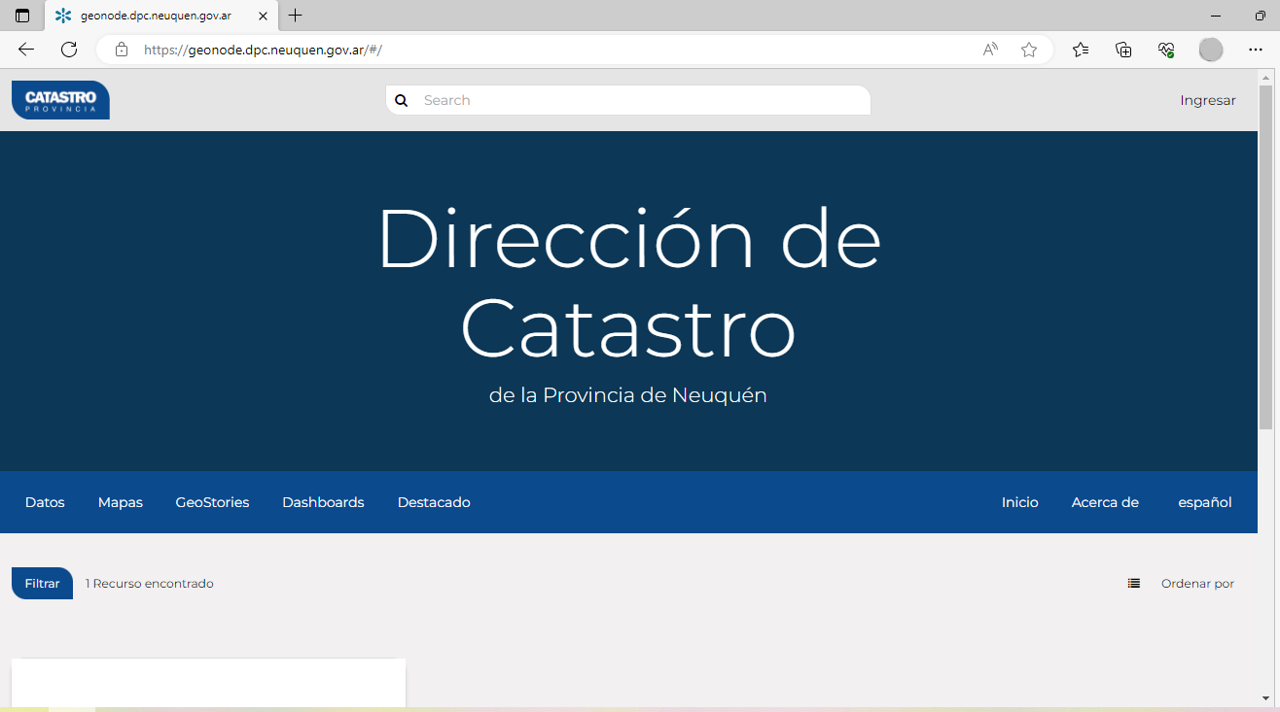 geonode.dpc.neuquen.gov.ar
https://geonode.dpc.neuquen.gov.ar/#/
CATASTRO
PROVINCIA
Search
Ingresar
Dirección de
Catastro
de la Provincia de Neuquén
Datos Mapas GeoStories Dashboards Destacado Inicio Acerca de español
Filtrar 1 Recurso encontrado Ordenar por